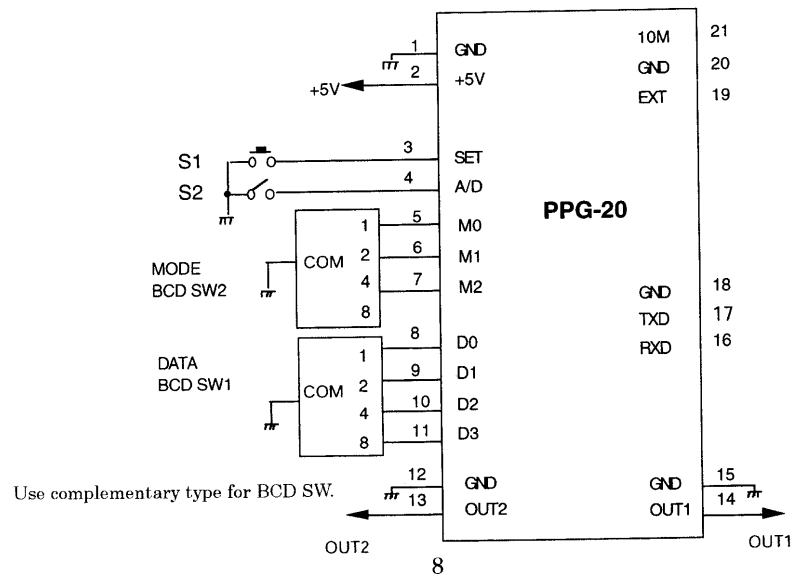 1 GND
2 +5V
+5V
3 SET
S1
4 A/D
S2
PPG-20
10M 21
GND 20
EXT 19
MODE
BCD SW2
COM
1
2
4
8
5 M0
6 M1
7 M2
GND 18
TXD 17
RXD 16
DATA
BCD SW1
COM
1
2
4
8
8 D0
9 D1
10 D2
11 D3
Use complementary type for BCD SW.
12 GND
13 OUT2
OUT2
GND 15
OUT1 14
OUT1
8